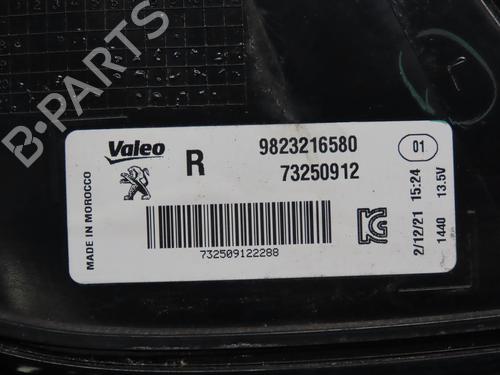 B-PARTS
Valeo
R
9823216580
73250912
01
MADE IN MOROCCO
732509122288
2/12/21 15:24
1440 13.5V